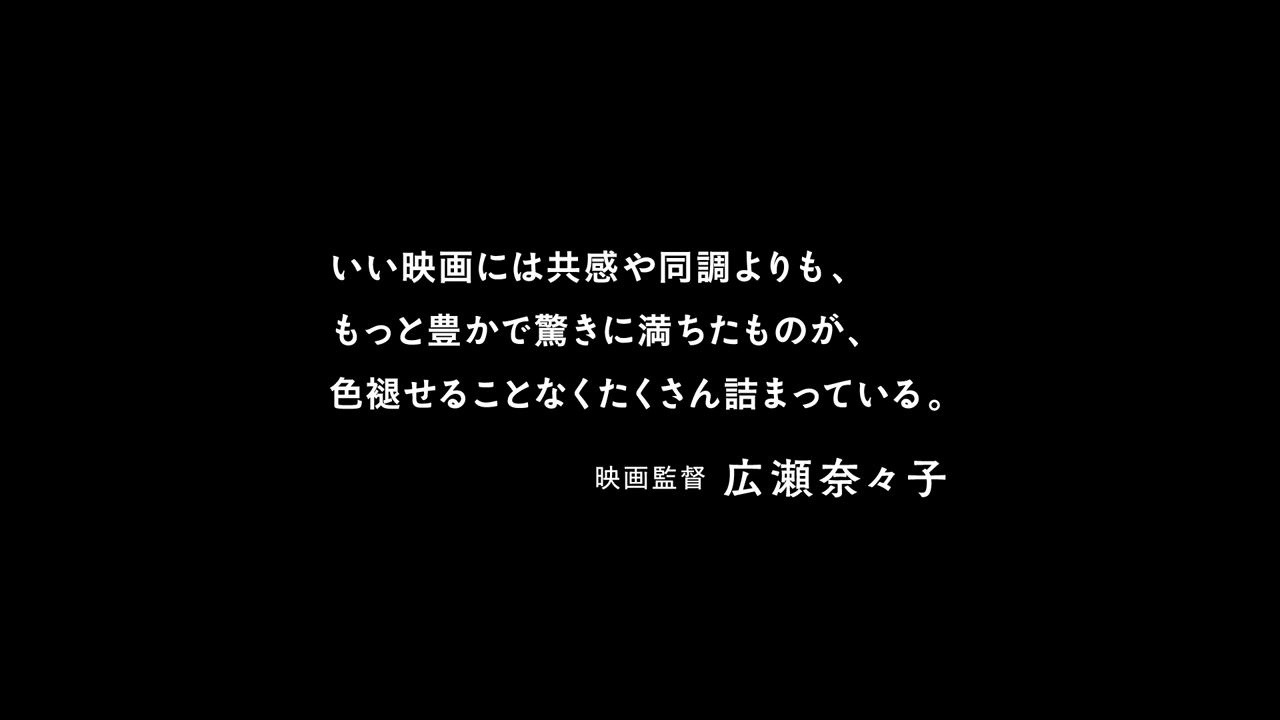 いい映画には共感や同調よりも、
もっと豊かで驚きに満ちたものが、
色褪せることなくたくさん詰まっている。
映画監督 広瀬奈々子